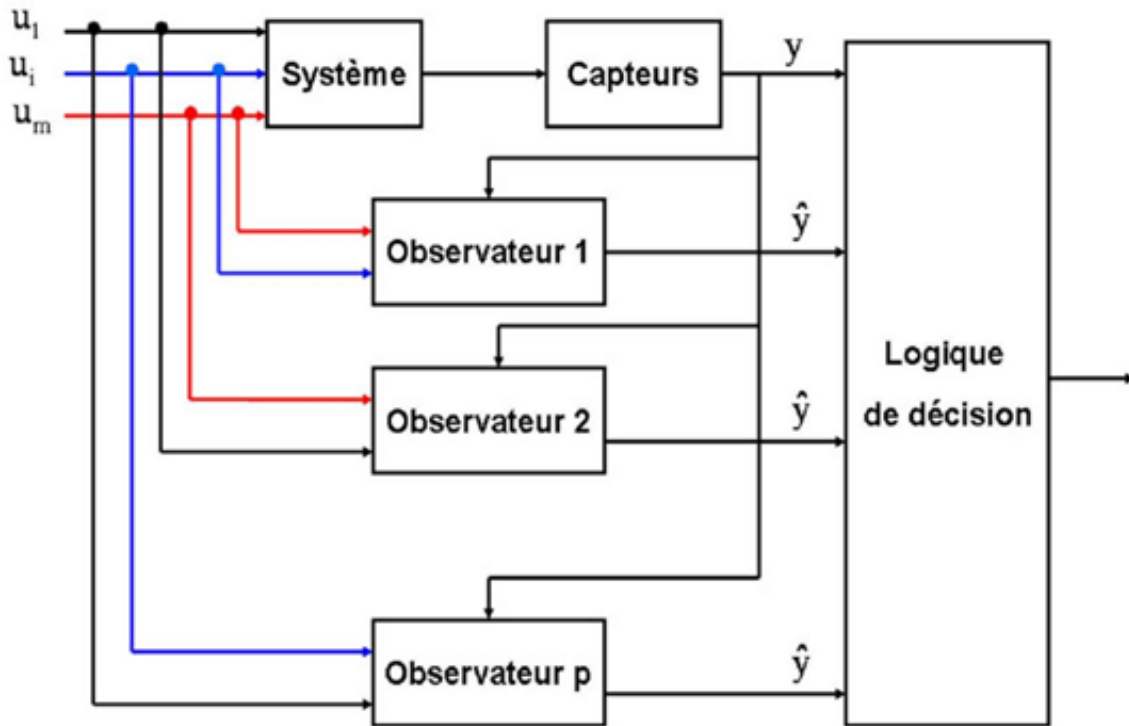 u₁
uᵢ
uₘ
Système
Capteurs
y
Observateur 1
ŷ
Observateur 2
ŷ
Observateur p
ŷ
Logique
de décision